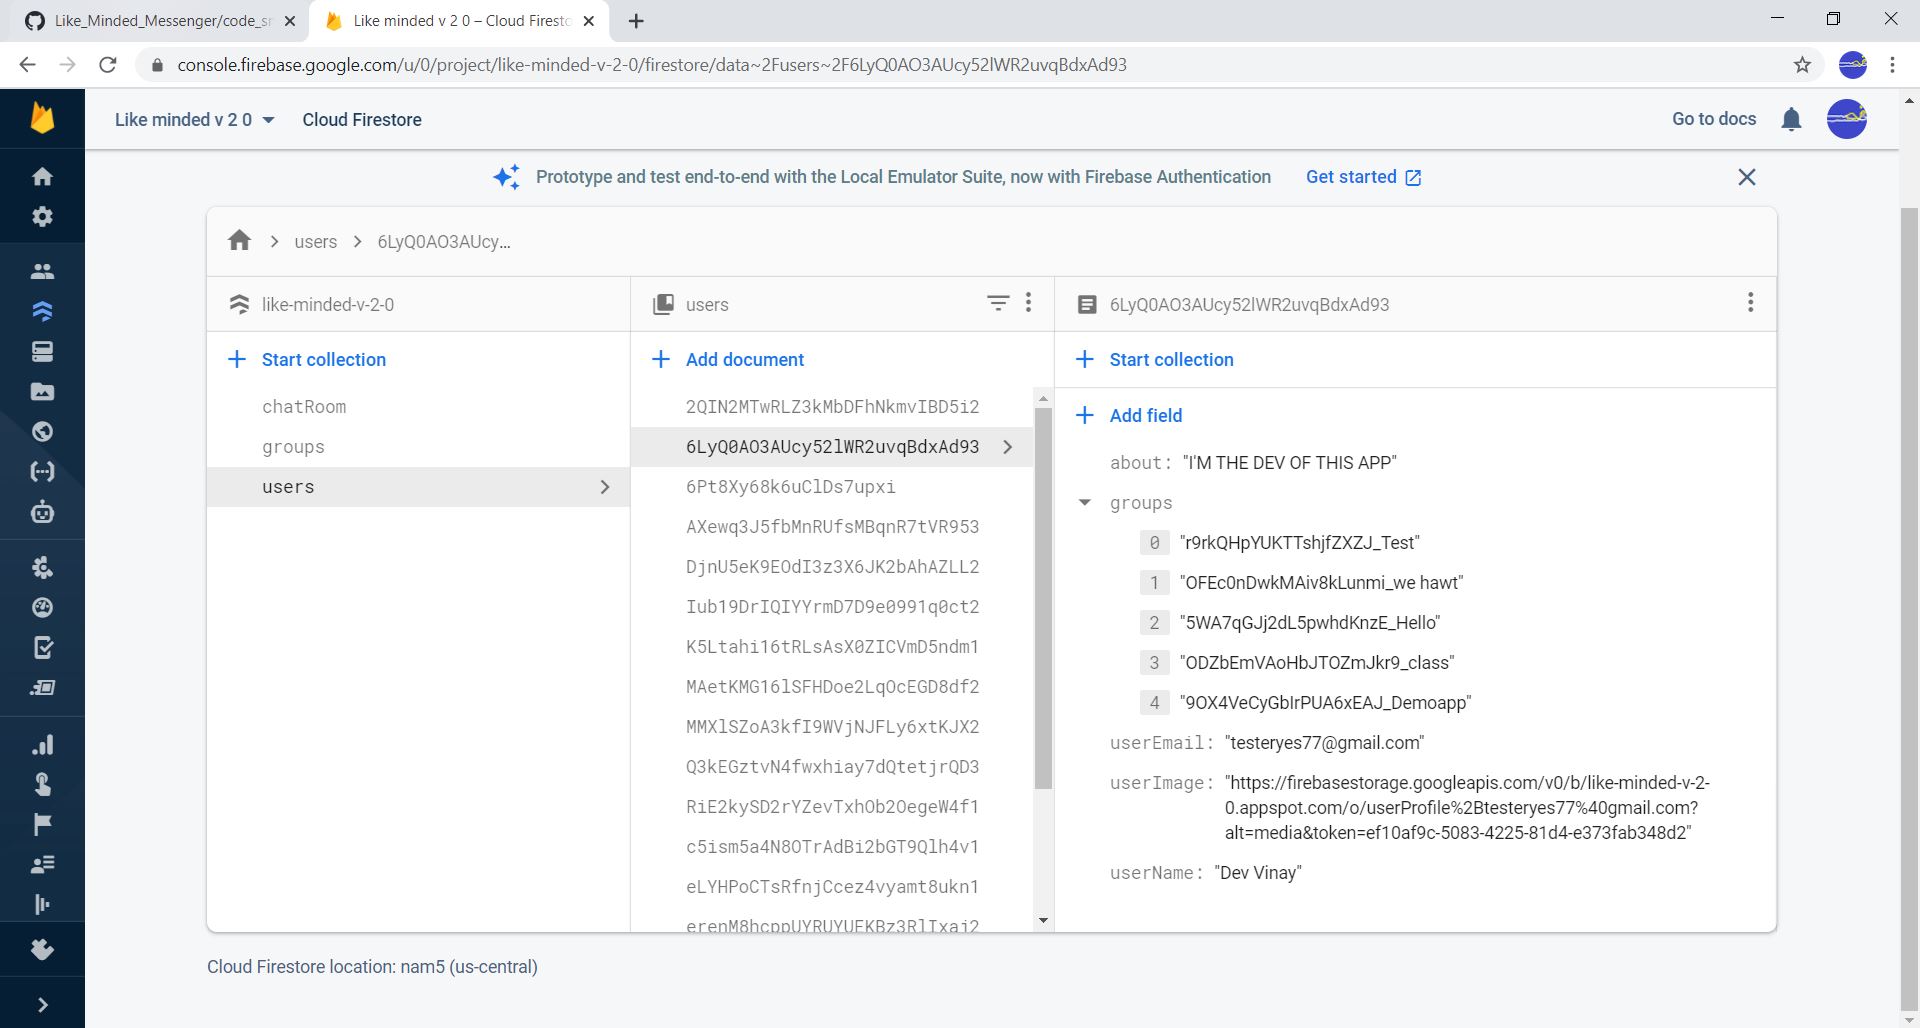 Like_Minded_Messenger/code_sn
Like minded v 2 0 – Cloud Firesto
console.firebase.google.com/u/0/project/like-minded-v-2-0/firestore/data~2Fusers~2F6LyQ0AO3AUcy52lWR2uvqBdxAd93
Like minded v 2 0
Cloud Firestore
Go to docs
Prototype and test end-to-end with the Local Emulator Suite, now with Firebase Authentication
Get started
users
6LyQ0AO3AUcy...
like-minded-v-2-0
Start collection
chatRoom
groups
users
users
Add document
2QIN2MTwRLZ3kMbDFhNkmvIBD5i2
6LyQ0AO3AUcy52lWR2uvqBdxAd93
6Pt8Xy68k6uClDs7upxi
AXewq3J5fbMnRUfsMBqnR7tVR953
DjnU5eK9EOdI3z3X6JK2bAhAZLL2
Iub19DrIQIYYrmD7D9e0991q0ct2
K5Ltahi16tRLsAsX0ZICVmD5ndm1
MAetKMG16lSFHDoe2LqOcEGD8df2
MMXlSZoA3kfI9WVjNJFLy6xtKJX2
Q3kEGztvN4fwxhiay7dQtetjrQD3
RiE2kySD2rYZevTxhOb2OegeW4f1
c5ism5a4N8OTrAdBi2bGT9Qlh4v1
eLYHPoCTsRfnjCcez4vyamt8ukn1
erenM8hcppUYRUYUEKBz3RlIxaj2
6LyQ0AO3AUcy52lWR2uvqBdxAd93
Start collection
Add field
about: "I'M THE DEV OF THIS APP"
groups
0 "r9rkQHpYUKTTshjfZXZJ_Test"
1 "OFEc0nDwkMAiv8kLunmi_we hawt"
2 "5WA7qGJj2dL5pwhdKnzE_Hello"
3 "ODZbEmVAoHbJTOZmJkr9_class"
4 "9OX4VeCyGbIrPUA6xEAJ_Demoapp"
userEmail: "testeryes77@gmail.com"
userImage: "https://firebasestorage.googleapis.com/v0/b/like-minded-v-2-
0.appspot.com/o/userProfile%2Btesteryes77%40gmail.com?
alt=media&token=ef10af9c-5083-4225-81d4-e373fab348d2"
userName: "Dev Vinay"
Cloud Firestore location: nam5 (us-central)